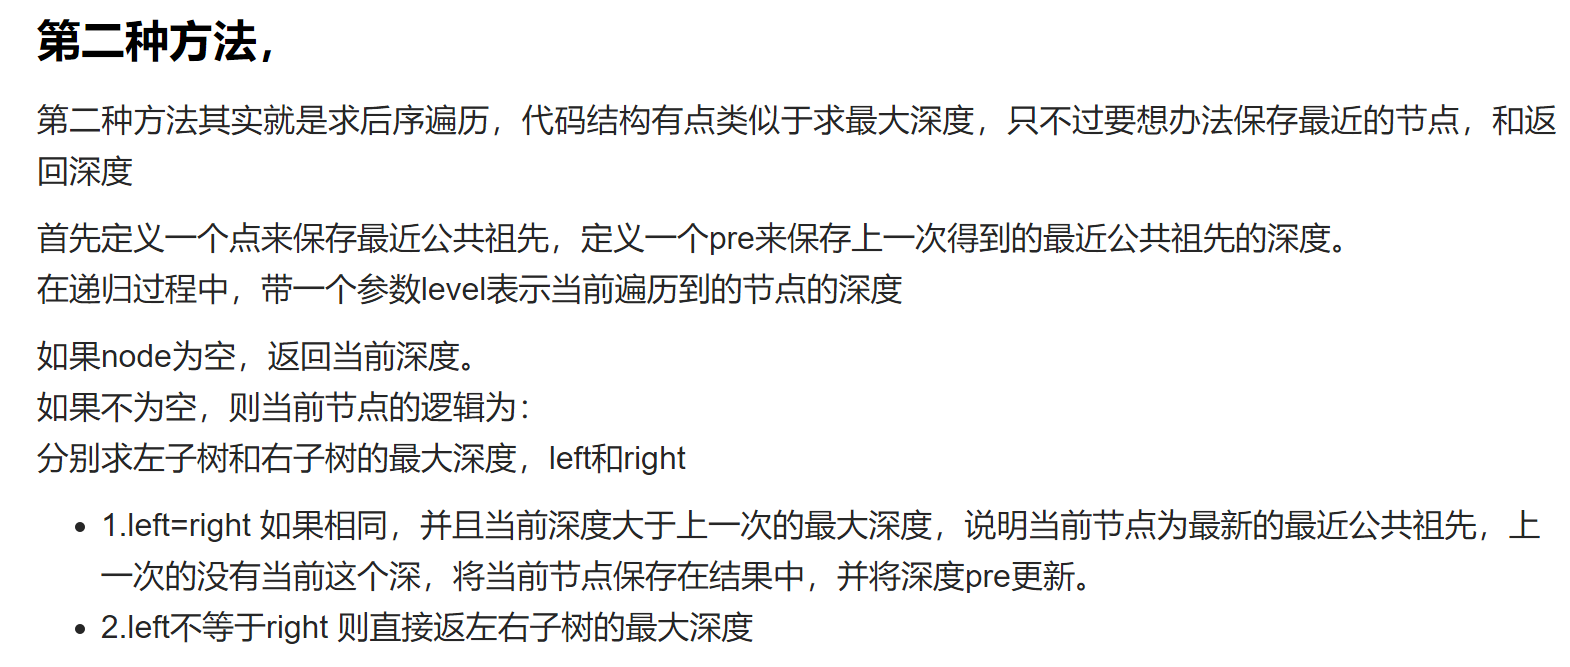 第二种方法，
第二种方法其实就是求后序遍历，代码结构有点类似于求最大深度，只不过要想办法保存最近的节点，和返
回深度
首先定义一个点来保存最近公共祖先，定义一个pre来保存上一次得到的最近公共祖先的深度。
在递归过程中，带一个参数level表示当前遍历到的节点的深度
如果node为空，返回当前深度。
如果不为空，则当前节点的逻辑为：
分别求左子树和右子树的最大深度，left和right
• 1.left=right 如果相同，并且当前深度大于上一次的最大深度，说明当前节点为最新的最近公共祖先，上
一次的没有当前这个深，将当前节点保存在结果中，并将深度pre更新。
• 2.left不等于right 则直接返左右子树的最大深度